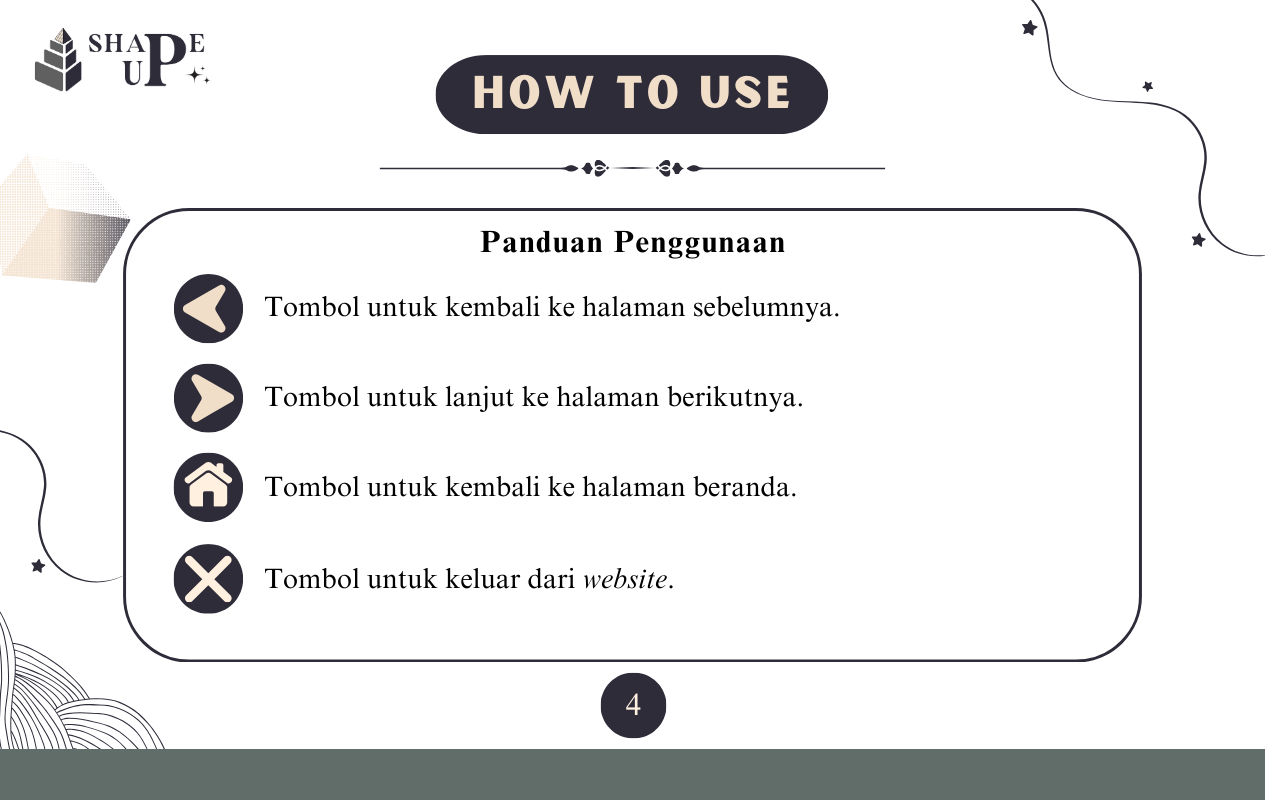 SHAPE
UP
HOW TO USE
Panduan Penggunaan
Tombol untuk kembali ke halaman sebelumnya.
Tombol untuk lanjut ke halaman berikutnya.
Tombol untuk kembali ke halaman beranda.
Tombol untuk keluar dari website.
4